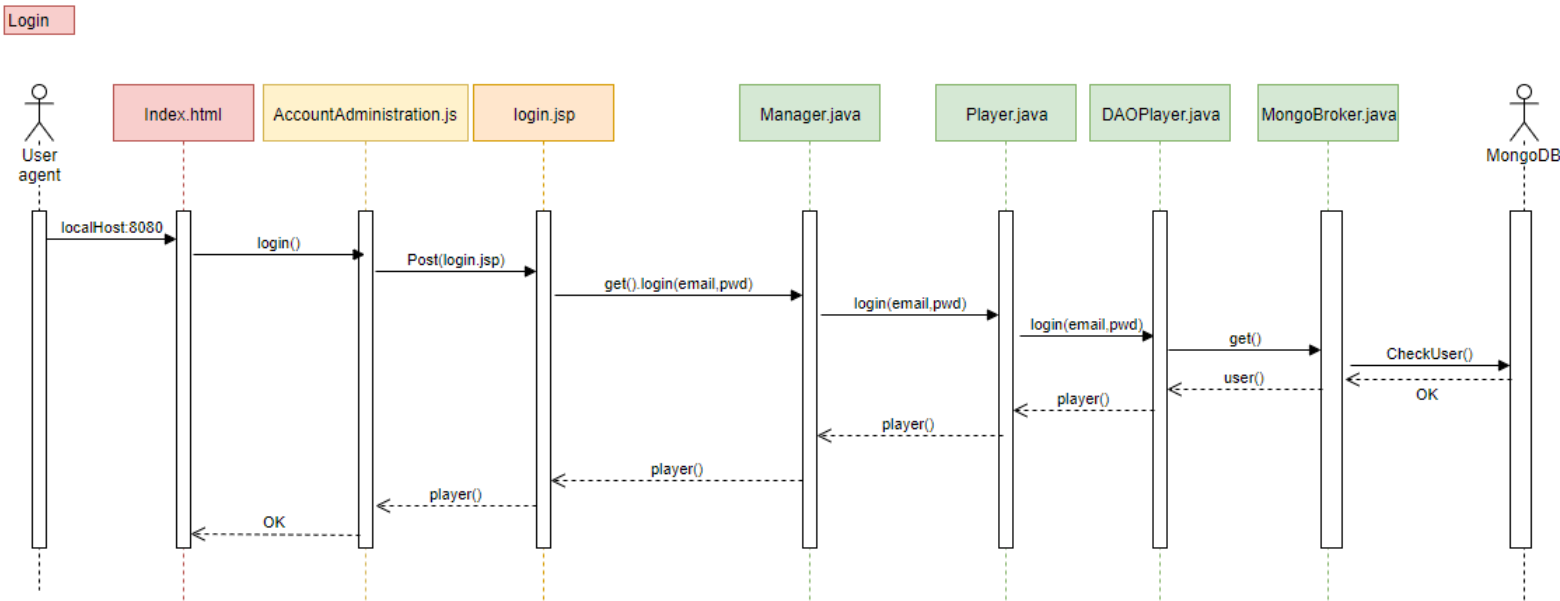 Login
Index.html
AccountAdministration.js
login.jsp
Manager.java
Player.java
DAOPlayer.java
MongoBroker.java
User
agent
MongoDB
localHost:8080
login()
Post(login.jsp)
get().login(email,pwd)
login(email,pwd)
login(email,pwd)
get()
CheckUser()
user()
OK
player()
player()
player()
player()
OK